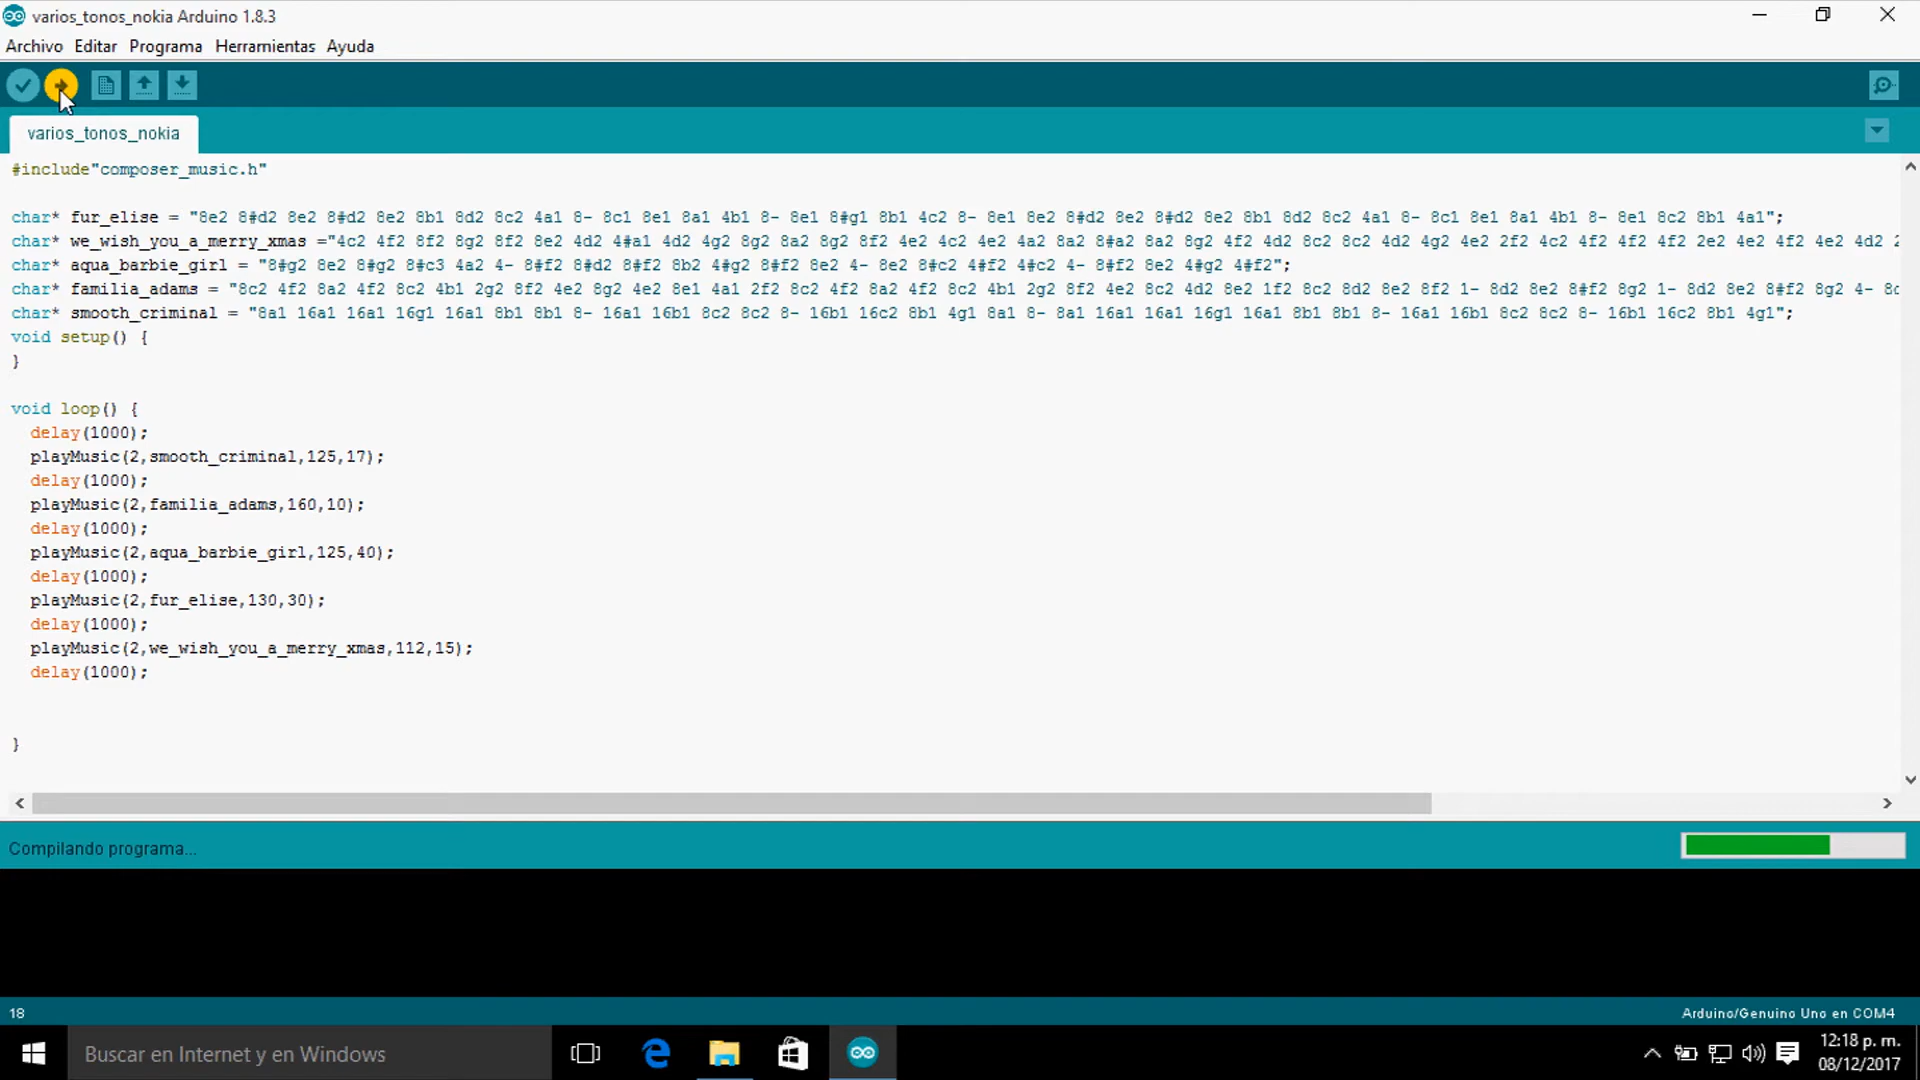 varios_tonos_nokia Arduino 1.8.3
Archivo Editar Programa Herramientas Ayuda
varios_tonos_nokia
#include"composer_music.h"
char* fur_elise = "8e2 8#d2 8e2 8#d2 8e2 8b1 8d2 8c2 4a1 8- 8c1 8e1 8a1 4b1 8- 8e1 8#g1 8b1 4c2 8- 8e1 8e2 8#d2 8e2 8#d2 8e2 8b1 8d2 8c2 4a1 8- 8c1 8e1 8a1 4b1 8- 8e1 8c2 8b1 4a1";
char* we_wish_you_a_merry_xmas ="4c2 4f2 8f2 8g2 8f2 8e2 4d2 4#a1 4d2 4g2 8g2 8a2 8g2 8f2 4e2 4c2 4e2 4a2 8a2 8#a2 8a2 8g2 4f2 4d2 8c2 8c2 4d2 4g2 4e2 2f2 4c2 4f2 4f2 4f2 2e2 4e2 4f2 4e2 4d2 2
char* aqua_barbie_girl = "8#g2 8e2 8#g2 8#c3 4a2 4- 8#f2 8#d2 8#f2 8b2 4#g2 8#f2 8e2 4- 8e2 8#c2 4#f2 4#c2 4- 8#f2 8e2 4#g2 4#f2";
char* familia_adams = "8c2 4f2 8a2 4f2 8c2 4b1 2g2 8f2 4e2 8g2 4e2 8e1 4a1 2f2 8c2 4f2 8a2 4f2 8c2 4b1 2g2 8f2 4e2 8c2 4d2 8e2 1f2 8c2 8d2 8e2 8f2 1- 8d2 8e2 8#f2 8g2 1- 8d2 8e2 8#f2 8g2 4- 8d
char* smooth_criminal = "8a1 16a1 16a1 16g1 16a1 8b1 8b1 8- 16a1 16b1 8c2 8c2 8- 16b1 16c2 8b1 4g1 8a1 8- 8a1 16a1 16a1 16g1 16a1 8b1 8b1 8- 16a1 16b1 8c2 8c2 8- 16b1 16c2 8b1 4g1";
void setup() {
}
void loop() {
delay(1000);
playMusic(2,smooth_criminal,125,17);
delay(1000);
playMusic(2,familia_adams,160,10);
delay(1000);
playMusic(2,aqua_barbie_girl,125,40);
delay(1000);
playMusic(2,fur_elise,130,30);
delay(1000);
playMusic(2,we_wish_you_a_merry_xmas,112,15);
delay(1000);
}
Compilando programa...
18
Arduino/Genuino Uno en COM4
Buscar en Internet y en Windows
12:18 p. m.
08/12/2017